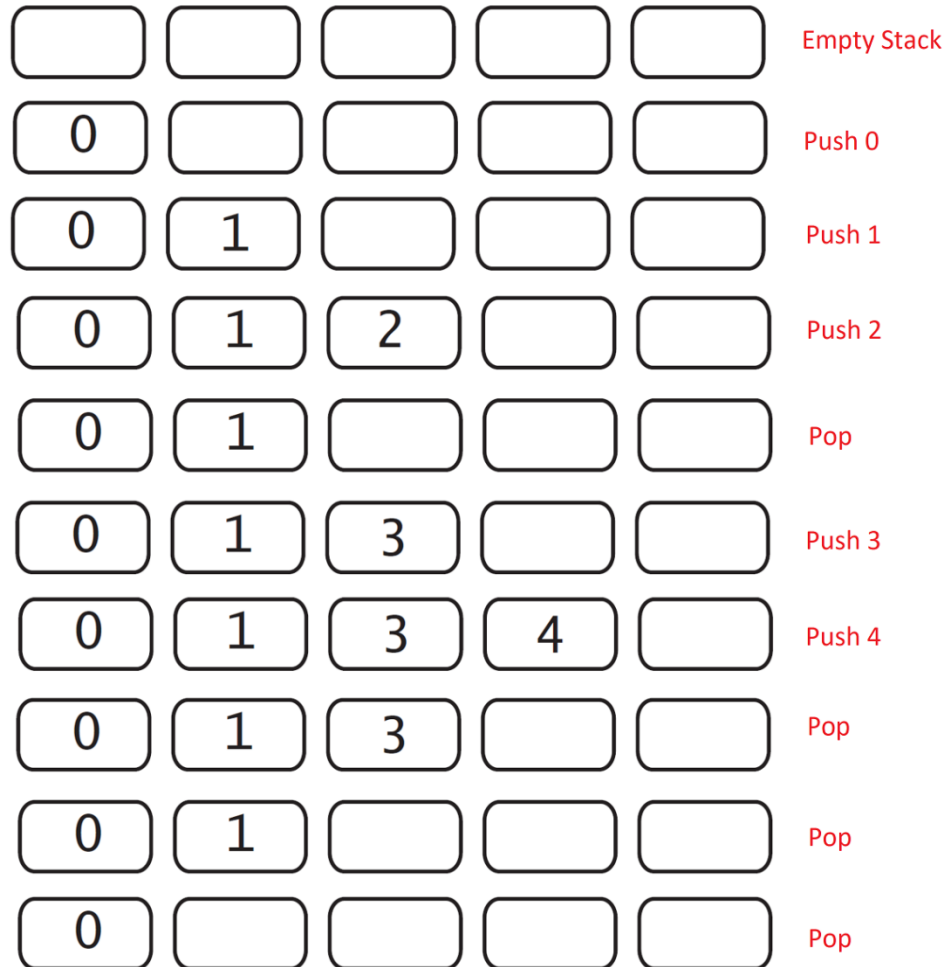 Empty Stack
0 Push 0
0 1 Push 1
0 1 2 Push 2
0 1 Pop
0 1 3 Push 3
0 1 3 4 Push 4
0 1 3 Pop
0 1 Pop
0 Pop